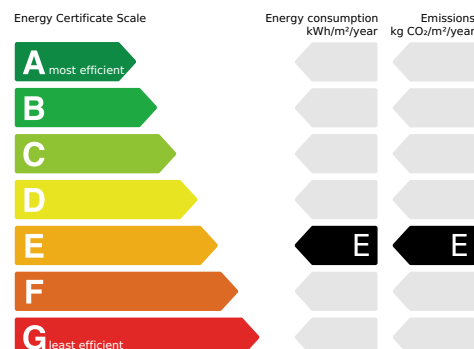 Energy Certificate Scale
Energy consumption
kWh/m²/year
Emissions
kg CO₂/m²/year
A most efficient
B
C
D
E E E
F
G least efficient